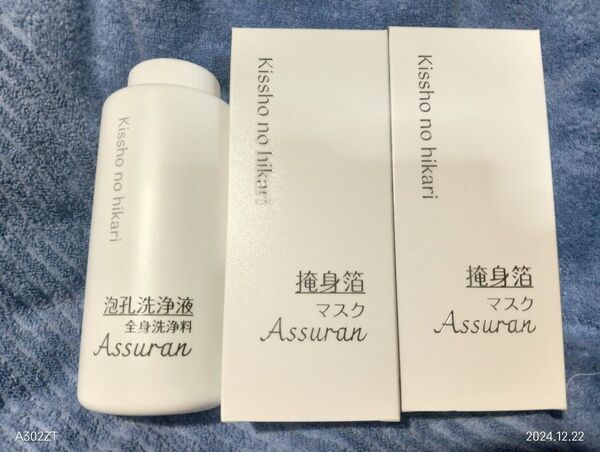 Kissho no hikari
泡孔洗浄液
全身洗浄料
Assuran
Kissho no hikari
掩身箔
マスク
Assuran
Kissho no hikari
掩身箔
マスク
Assuran
A302ZT
2024.12.22